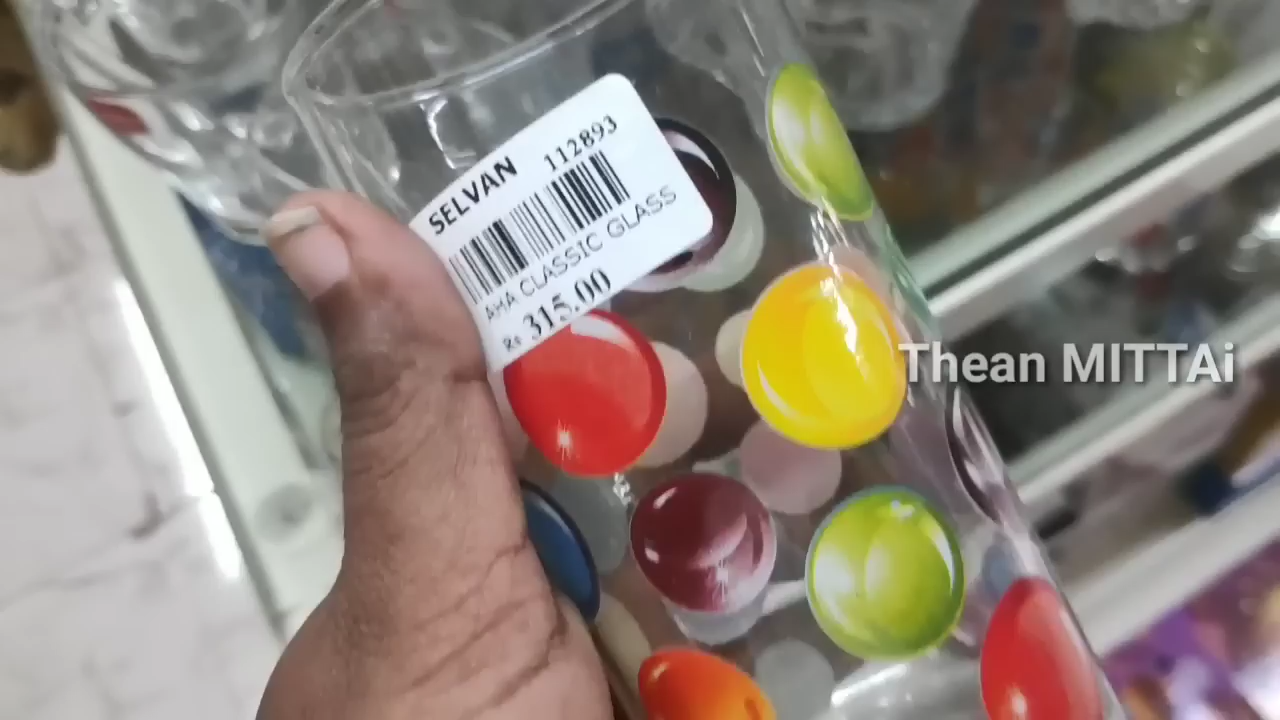 SELVAN 112893
AHA CLASSIC GLASS
Rs 315.00
Thean MITTAi